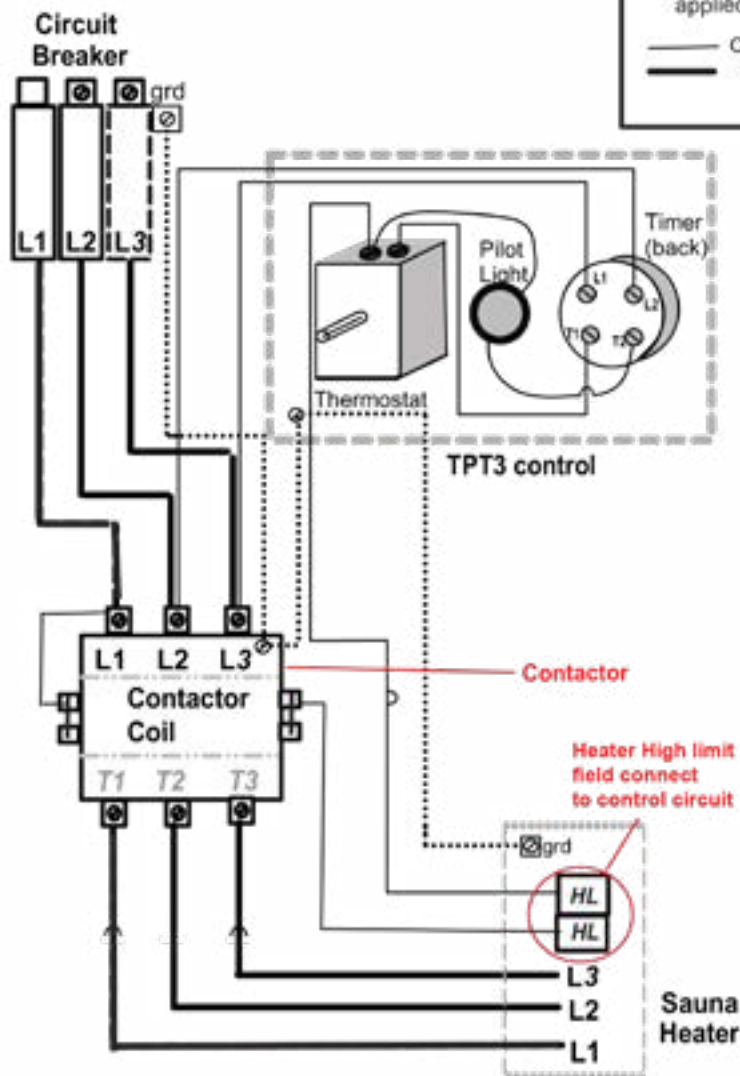 Circuit
Breaker
applied
C
grd
L1
L2
L3
Timer
(back)
Pilot
Light
L1
L2
T1
T2
Thermostat
TPT3 control
L1
L2
L3
Contactor
Coil
T1
T2
T3
Contactor
Heater High limit
field connect
to control circuit
grd
HL
HL
L3
L2
L1
Sauna
Heater